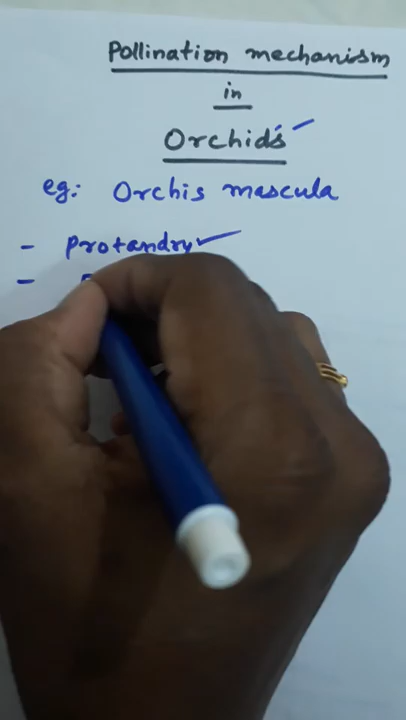 Pollination mechanism
in
Orchids
eg: Orchis mascula
- Protandry
-